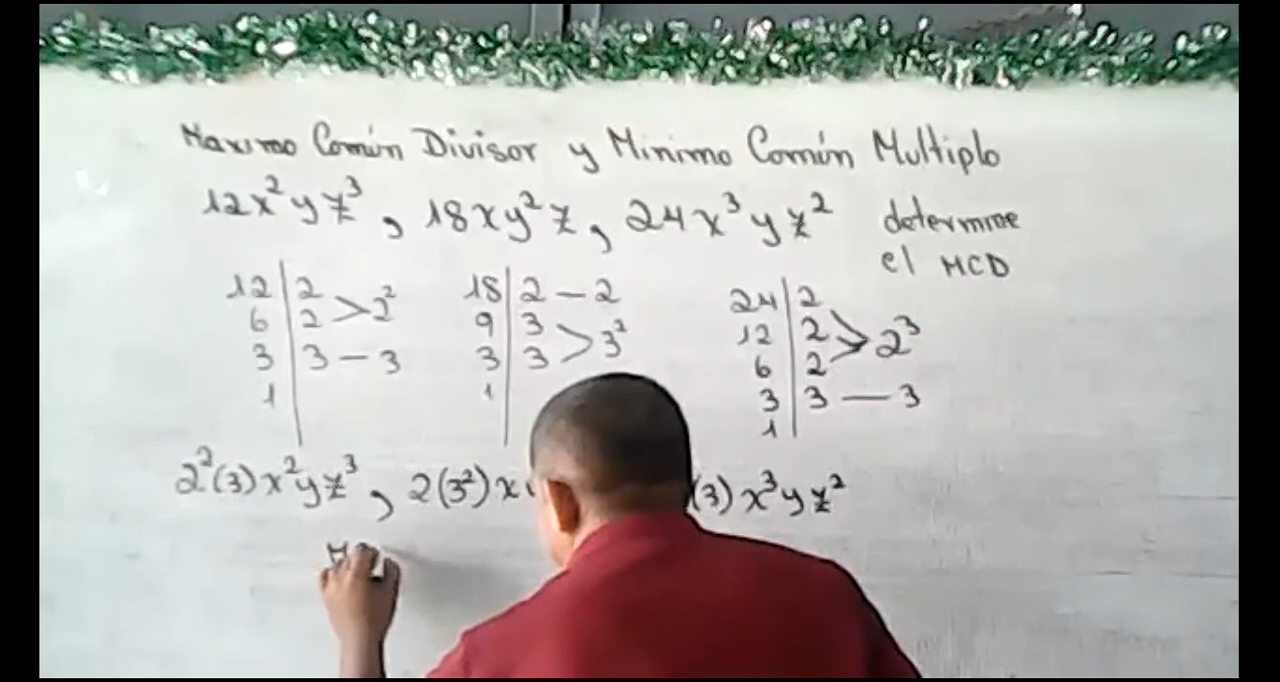 Maximo Común Divisor y Minimo Común Multiplo
12x²yz³, 18xy²z, 24x³yz² determine
el MCD
12 | 2 > 2² 18 | 2 – 2 24 | 2
6 | 2 9 | 3 > 3² 12 | 2 > 2³
3 | 3 – 3 3 | 3 6 | 2
1 1 3 | 3 — 3
1
2²(3)x²yz³, 2(3²)x (3)x³yz²
M